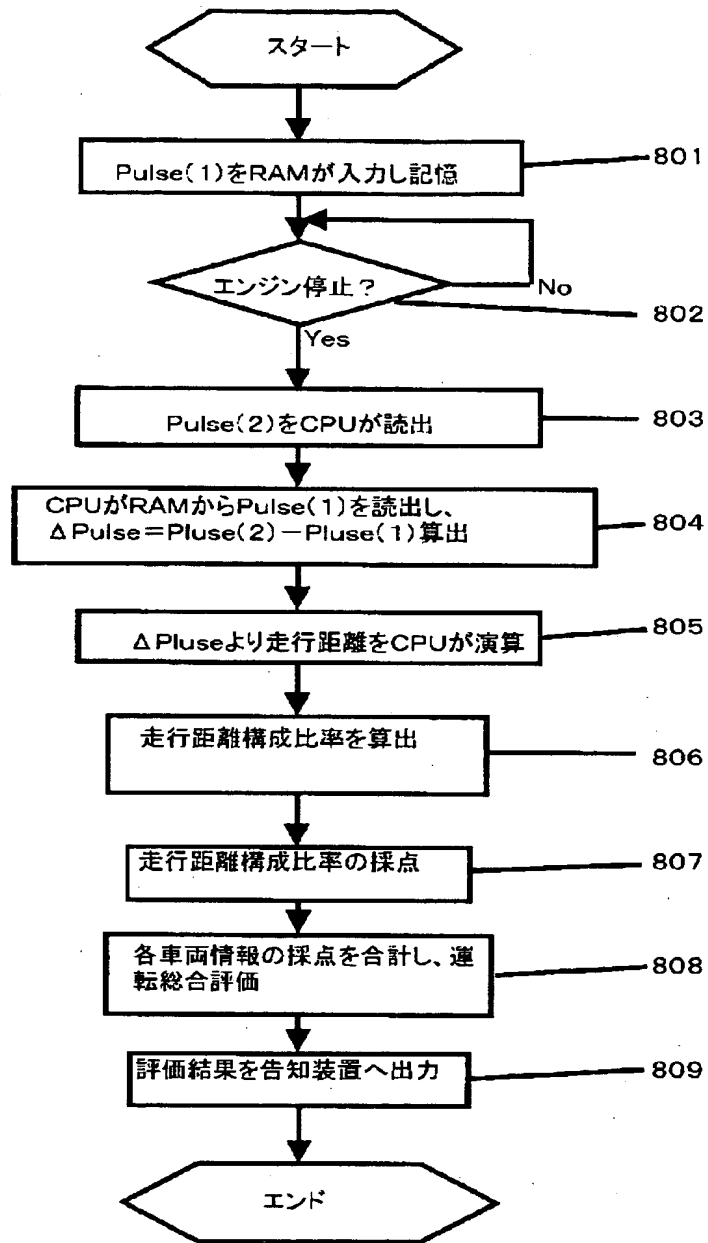 スタート
Pulse(1)をRAMが入力し記憶
801
エンジン停止?
No
802
Yes
Pulse(2)をCPUが読出
803
CPUがRAMからPulse(1)を読出し、
ΔPulse=Pluse(2)-Pluse(1)算出
804
ΔPluseより走行距離をCPUが演算
805
走行距離構成比率を算出
806
走行距離構成比率の採点
807
各車両情報の採点を合計し、運
転総合評価
808
評価結果を告知装置へ出力
809
エンド